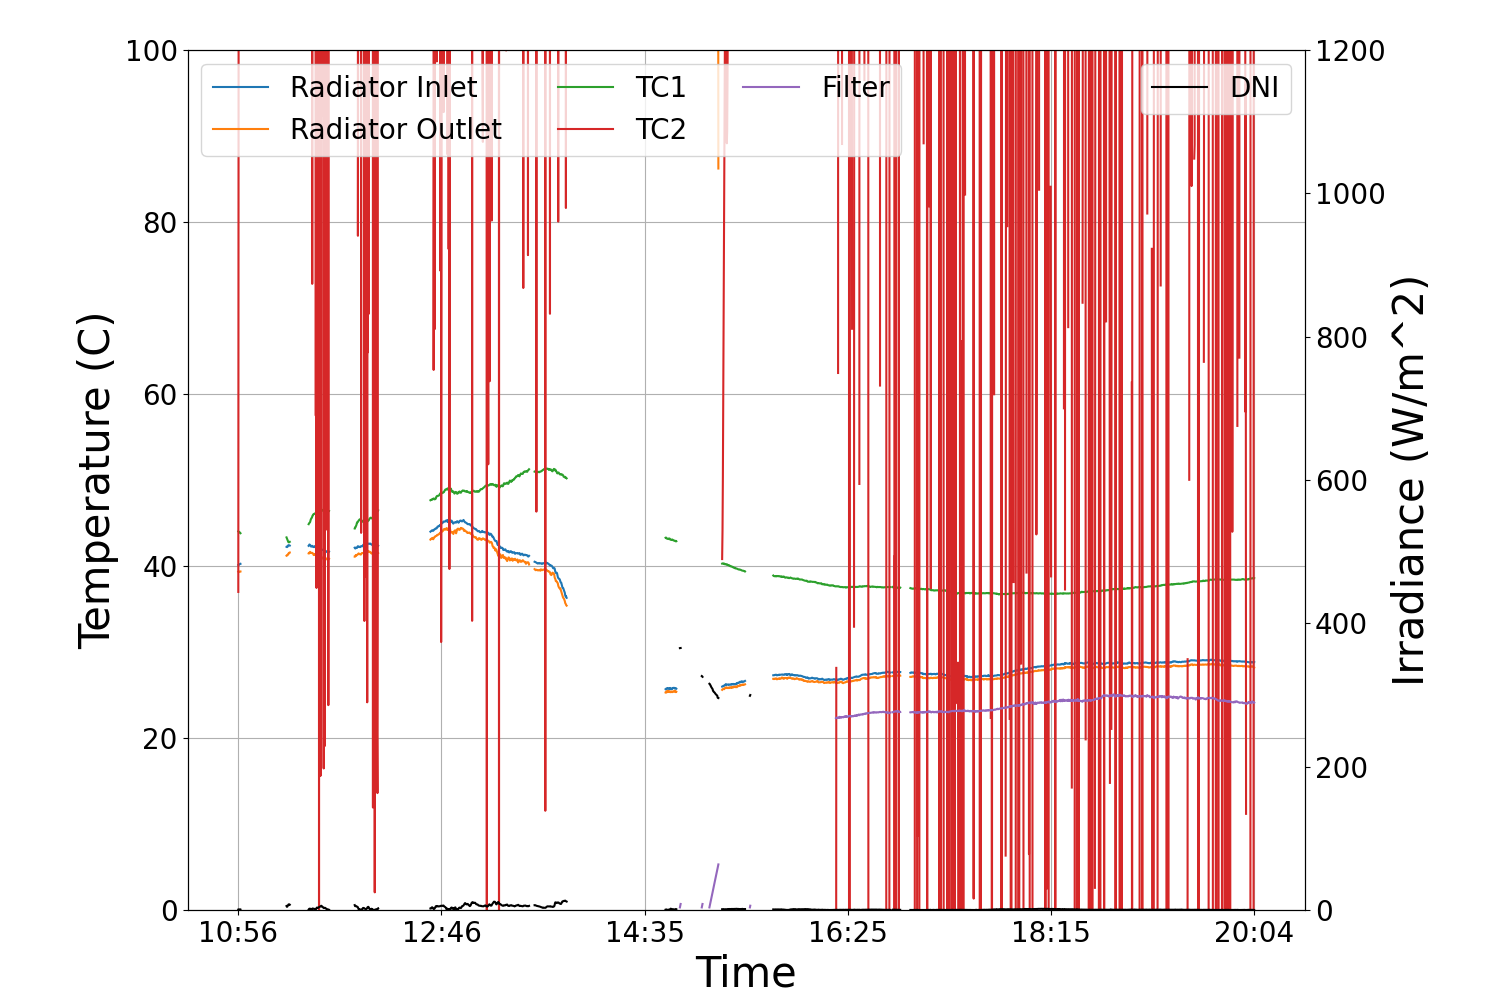 100
80
60
40
20
0
Temperature (C)
Radiator Inlet
Radiator Outlet
TC1
TC2
Filter
DNI
1200
1000
800
600
400
200
0
Irradiance (W/m^2)
10:56
12:46
14:35
16:25
18:15
20:04
Time